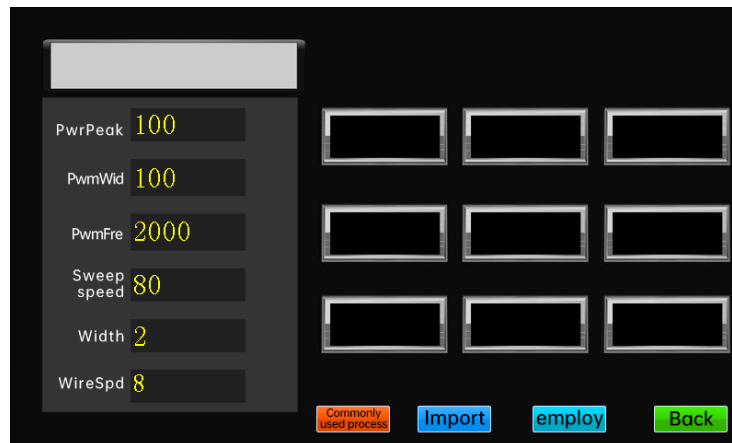 PwrPeak 100
PwmWid 100
PwmFre 2000
Sweep
speed 80
Width 2
WireSpd 8
Commonly
used process
Import
employ
Back